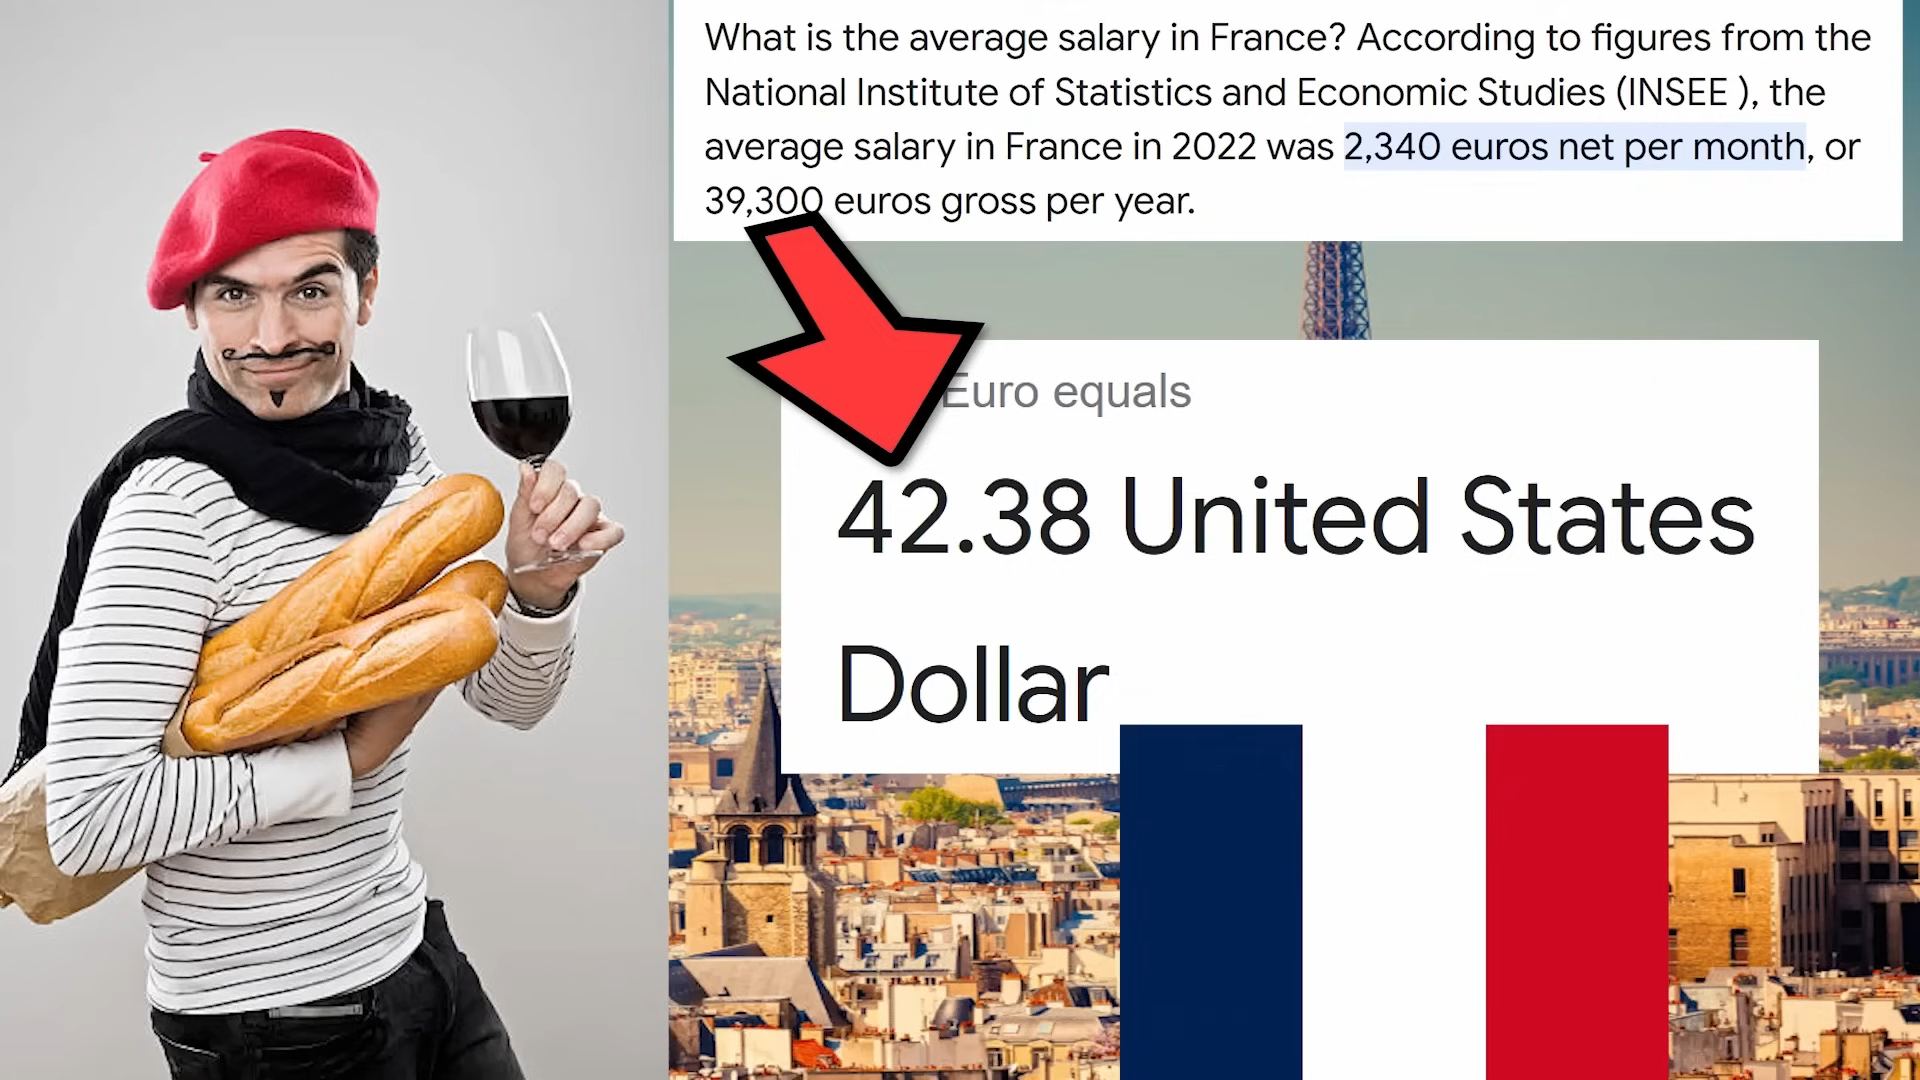 What is the average salary in France? According to figures from the
National Institute of Statistics and Economic Studies (INSEE ), the
average salary in France in 2022 was 2,340 euros net per month, or
39,300 euros gross per year.
Euro equals
42.38 United States
Dollar